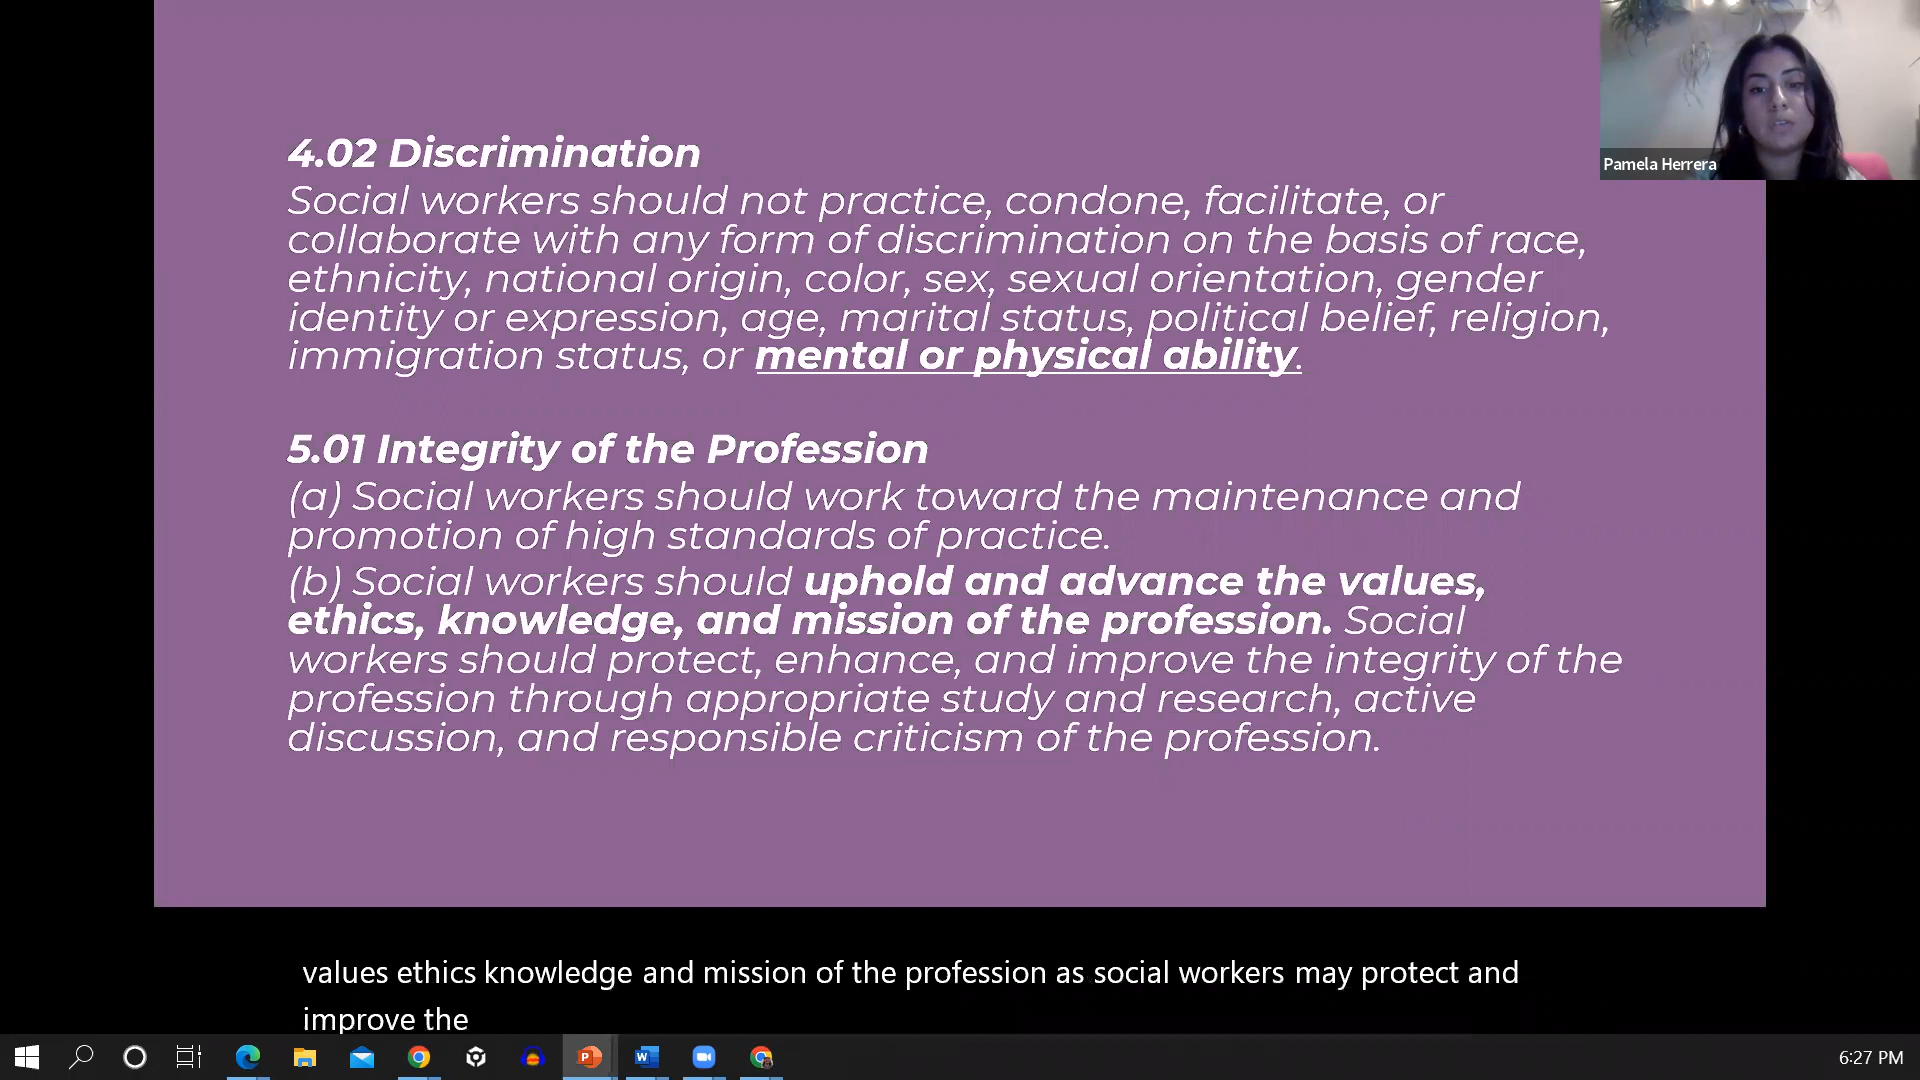 4.02 Discrimination
Social workers should not practice, condone, facilitate, or
collaborate with any form of discrimination on the basis of race,
ethnicity, national origin, color, sex, sexual orientation, gender
identity or expression, age, marital status, political belief, religion,
immigration status, or mental or physical ability.
5.01 Integrity of the Profession
(a) Social workers should work toward the maintenance and
promotion of high standards of practice.
(b) Social workers should uphold and advance the values,
ethics, knowledge, and mission of the profession. Social
workers should protect, enhance, and improve the integrity of the
profession through appropriate study and research, active
discussion, and responsible criticism of the profession.
Pamela Herrera
values ethics knowledge and mission of the profession as social workers may protect and
improve the
6:27 PM